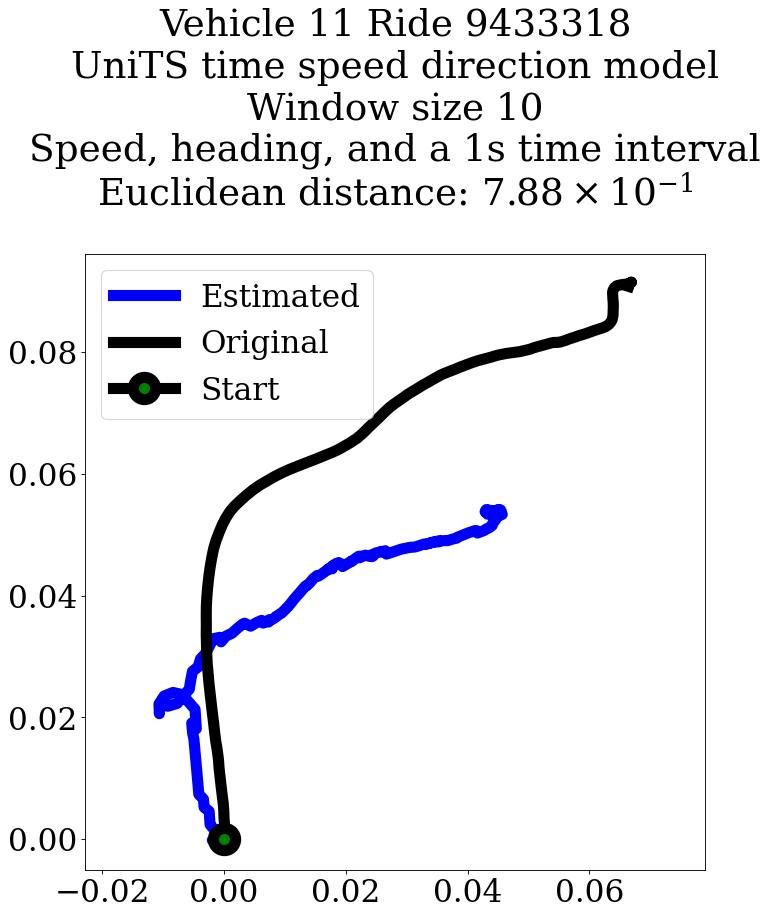 Vehicle 11 Ride 9433318
UniTS time speed direction model
Window size 10
Speed, heading, and a 1s time interval
Euclidean distance: 7.88 × 10⁻¹
Estimated
Original
Start
0.08
0.06
0.04
0.02
0.00
−0.02 0.00 0.02 0.04 0.06